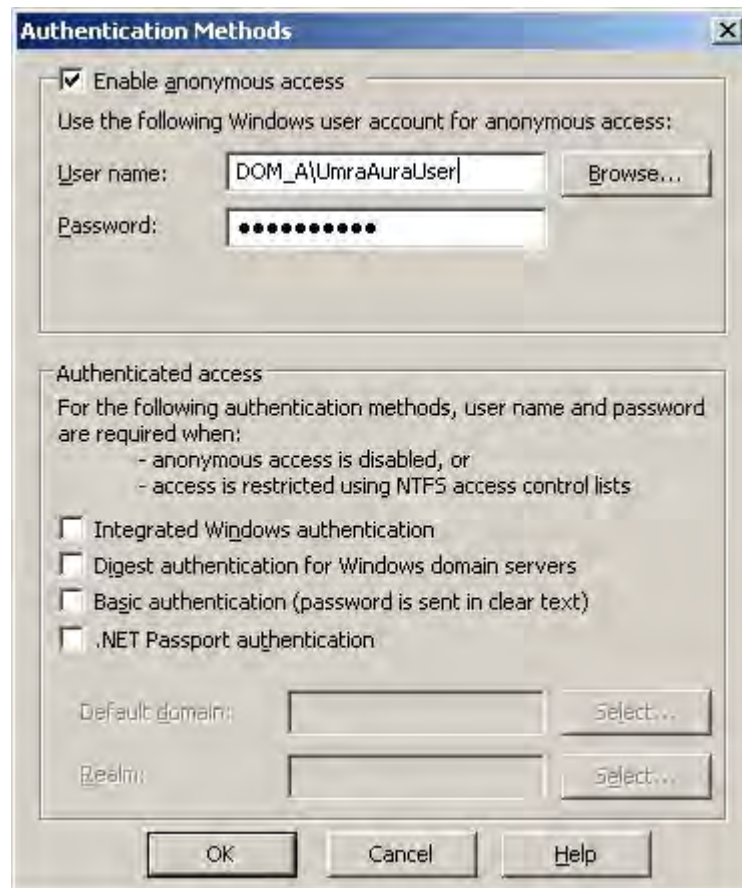 Authentication Methods
Enable anonymous access
Use the following Windows user account for anonymous access:
User name: DOM_A\UmraAuraUser Browse...
Password: ●●●●●●●●●●
Authenticated access
For the following authentication methods, user name and password
are required when:
- anonymous access is disabled, or
- access is restricted using NTFS access control lists
Integrated Windows authentication
Digest authentication for Windows domain servers
Basic authentication (password is sent in clear text)
.NET Passport authentication
Default domain: Select...
Realm: Select...
OK Cancel Help